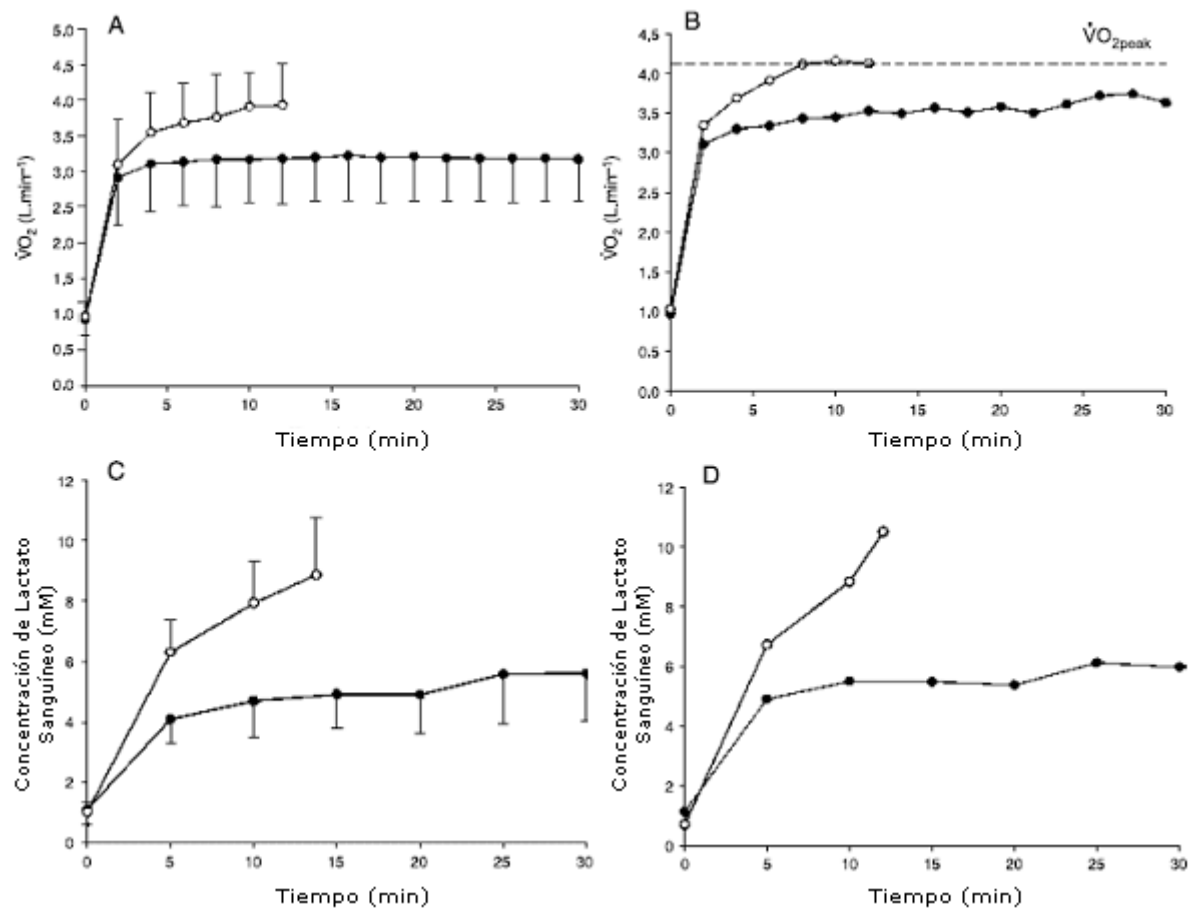 A
5.0
4.5
4.0
3.5
3.0
2.5
2.0
1.5
1.0
0.5
0.0
V̇O₂ (L.min⁻¹)
0 5 10 15 20 25 30
Tiempo (min)
B
V̇O₂peak
4,5
4.0
3.5
3.0
2.5
2.0
1.5
1.0
0.5
0.0
V̇O₂ (L.min⁻¹)
0 5 10 15 20 25 30
Tiempo (min)
C
12
10
8
6
4
2
0
Concentración de Lactato
Sanguíneo (mM)
0 5 10 15 20 25 30
Tiempo (min)
D
12
10
8
6
4
2
0
Concentración de Lactato
Sanguíneo (mM)
0 5 10 15 20 25 30
Tiempo (min)